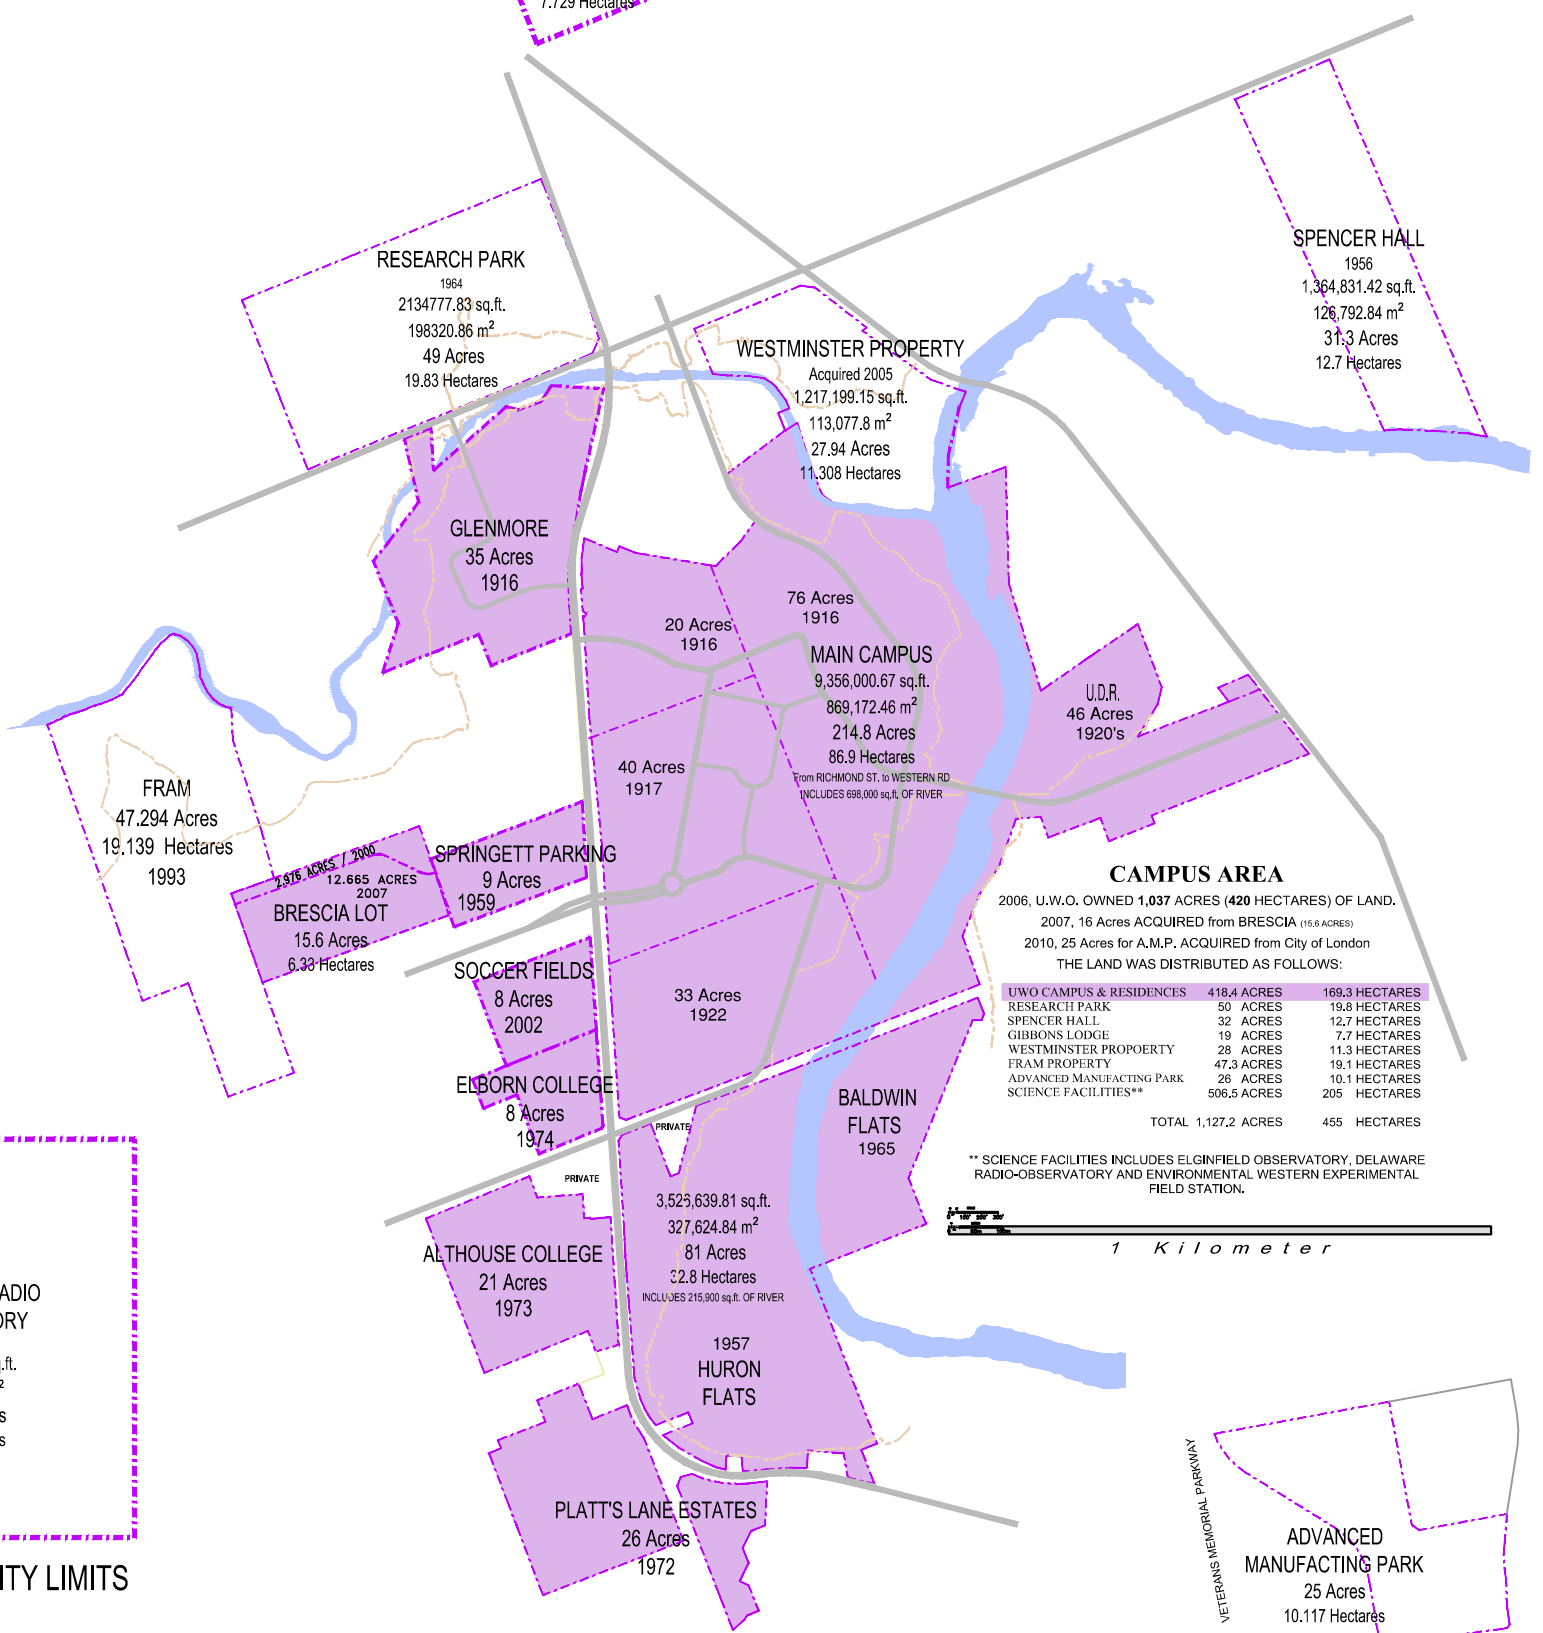 7.729 Hectares
RESEARCH PARK
1964
2134777.83 sq.ft.
198320.86 m²
49 Acres
19.83 Hectares
SPENCER HALL
1956
1,364,831.42 sq.ft.
126,792.84 m²
31.3 Acres
12.7 Hectares
WESTMINSTER PROPERTY
Acquired 2005
1,217,199.15 sq.ft.
113,077.8 m²
27.94 Acres
11.308 Hectares
GLENMORE
35 Acres
1916
20 Acres
1916
76 Acres
1916
MAIN CAMPUS
9,356,000.67 sq.ft.
869,172.46 m²
214.8 Acres
86.9 Hectares
From RICHMOND ST. to WESTERN RD
INCLUDES 698,000 sq.ft. OF RIVER
U.D.R.
46 Acres
1920's
40 Acres
1917
FRAM
47.294 Acres
19.139 Hectares
1993
2.976 ACRES / 2000
12.665 ACRES
2007
BRESCIA LOT
15.6 Acres
6.33 Hectares
SPRINGETT PARKING
9 Acres
1959
SOCCER FIELDS
8 Acres
2002
33 Acres
1922
ELBORN COLLEGE
8 Acres
1974
PRIVATE
PRIVATE
BALDWIN
FLATS
1965
CAMPUS AREA
2006, U.W.O. OWNED 1,037 ACRES (420 HECTARES) OF LAND.
2007, 16 Acres ACQUIRED from BRESCIA (15.6 ACRES)
2010, 25 Acres for A.M.P. ACQUIRED from City of London
THE LAND WAS DISTRIBUTED AS FOLLOWS:
UWO CAMPUS & RESIDENCES 418.4 ACRES 169.3 HECTARES
RESEARCH PARK 50 ACRES 19.8 HECTARES
SPENCER HALL 32 ACRES 12.7 HECTARES
GIBBONS LODGE 19 ACRES 7.7 HECTARES
WESTMINSTER PROPOERTY 28 ACRES 11.3 HECTARES
FRAM PROPERTY 47.3 ACRES 19.1 HECTARES
ADVANCED MANUFACTING PARK 26 ACRES 10.1 HECTARES
SCIENCE FACILITIES** 506.5 ACRES 205 HECTARES
TOTAL 1,127.2 ACRES 455 HECTARES
** SCIENCE FACILITIES INCLUDES ELGINFIELD OBSERVATORY, DELAWARE
RADIO-OBSERVATORY AND ENVIRONMENTAL WESTERN EXPERIMENTAL
FIELD STATION.
1 Kilometer
3,526,639.81 sq.ft.
327,624.84 m²
81 Acres
32.8 Hectares
INCLUDES 215,900 sq.ft. OF RIVER
1957
HURON
FLATS
ALTHOUSE COLLEGE
21 Acres
1973
PLATT'S LANE ESTATES
26 Acres
1972
ADIO
ORY
.ft.
²
s
s
ITY LIMITS
VETERANS MEMORIAL PARKWAY
ADVANCED
MANUFACTING PARK
25 Acres
10.117 Hectares